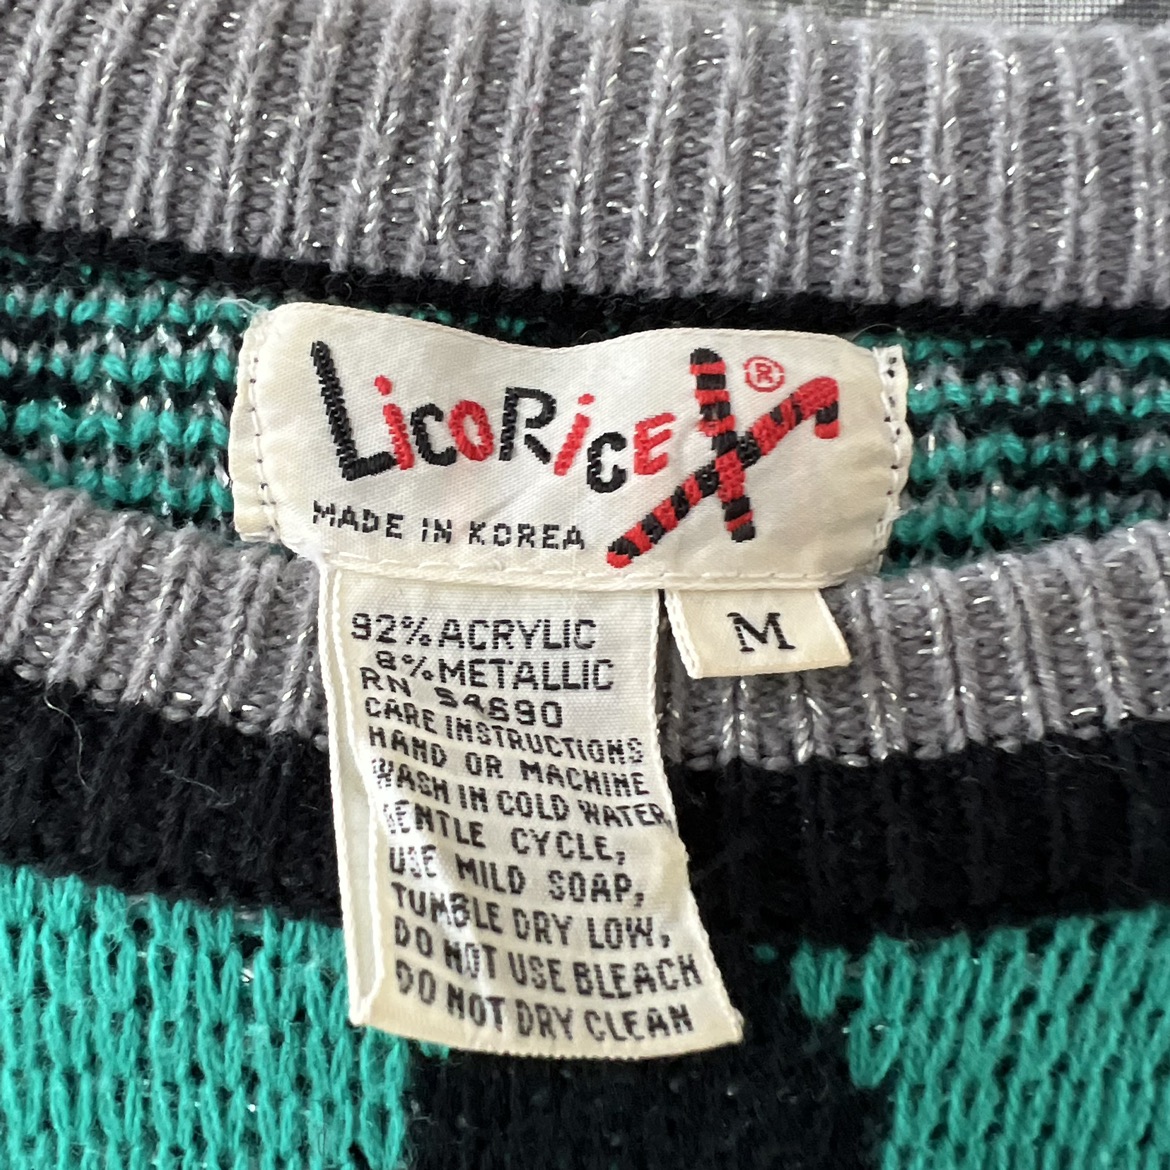 LicoRice X ®
MADE IN KOREA
M
92% ACRYLIC
8% METALLIC
RN 54690
CARE INSTRUCTIONS
HAND OR MACHINE
WASH IN COLD WATER,
GENTLE CYCLE,
USE MILD SOAP,
TUMBLE DRY LOW,
DO NOT USE BLEACH
DO NOT DRY CLEAN